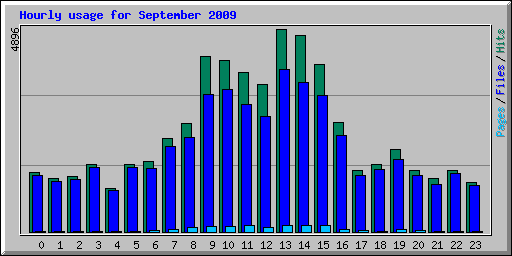 Hourly usage for September 2009
4896
Pages/Files/Hits
0 1 2 3 4 5 6 7 8 9 10 11 12 13 14 15 16 17 18 19 20 21 22 23